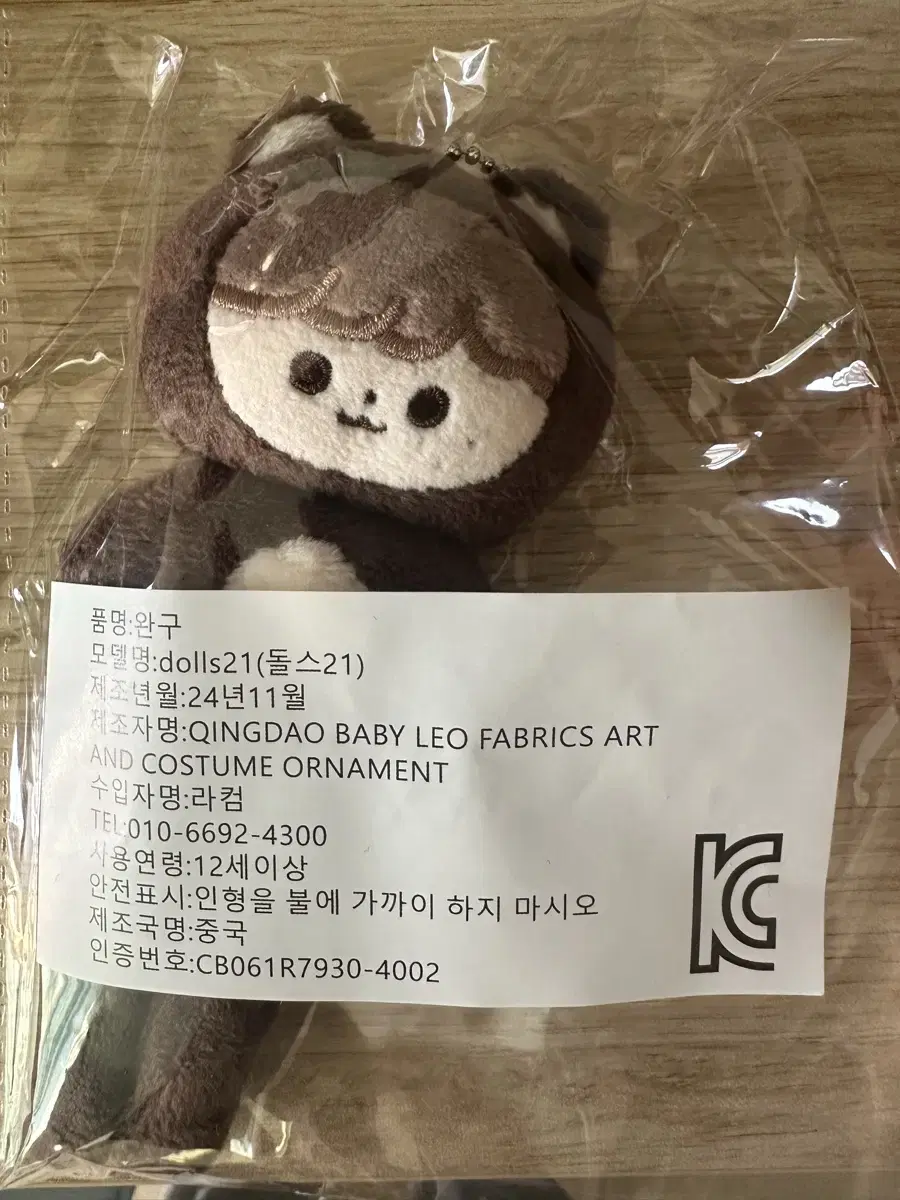 품명:완구
모델명:dolls21(돌스21)
제조년월:24년11월
제조자명:QINGDAO BABY LEO FABRICS ART
AND COSTUME ORNAMENT
수입자명:라컴
TEL:010-6692-4300
사용연령:12세이상
안전표시:인형을 불에 가까이 하지 마시오
제조국명:중국
인증번호:CB061R7930-4002
KC